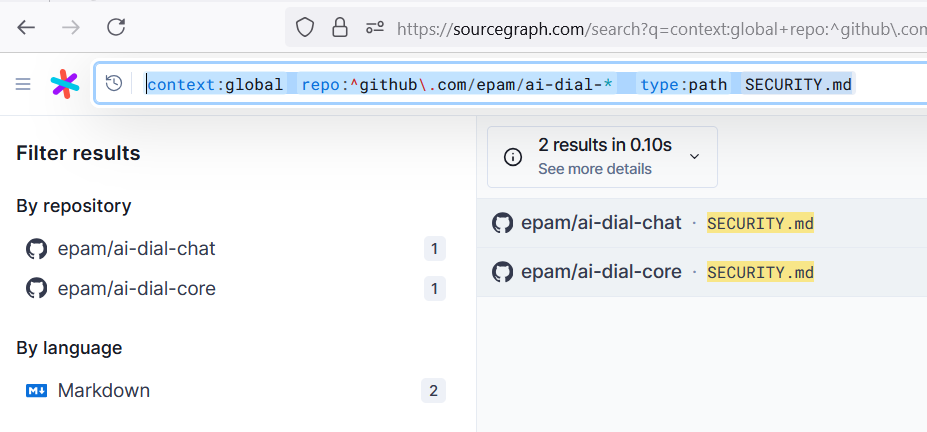 https://sourcegraph.com/search?q=context:global+repo:^github\.com
context:global repo:^github\.com/epam/ai-dial-* type:path SECURITY.md
Filter results
By repository
epam/ai-dial-chat 1
epam/ai-dial-core 1
By language
Markdown 2
2 results in 0.10s
See more details
epam/ai-dial-chat · SECURITY.md
epam/ai-dial-core · SECURITY.md